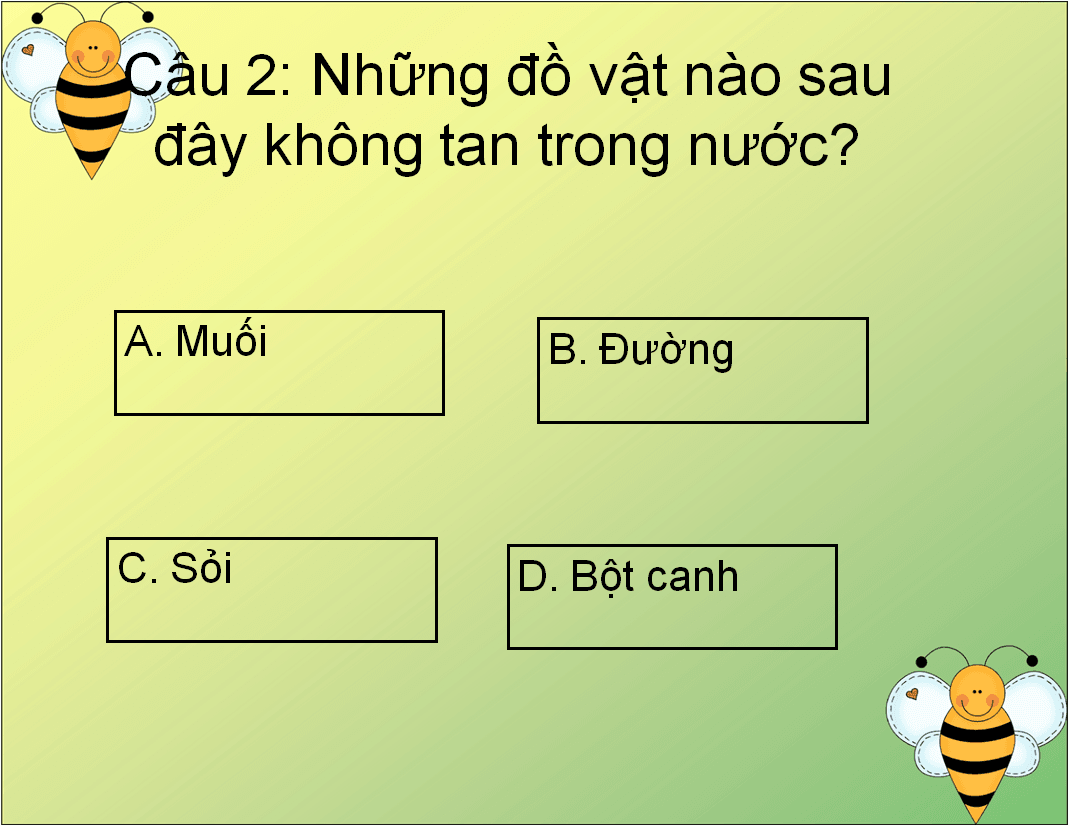 Câu 2: Những đồ vật nào sau
đây không tan trong nước?
A. Muối
B. Đường
C. Sỏi
D. Bột canh